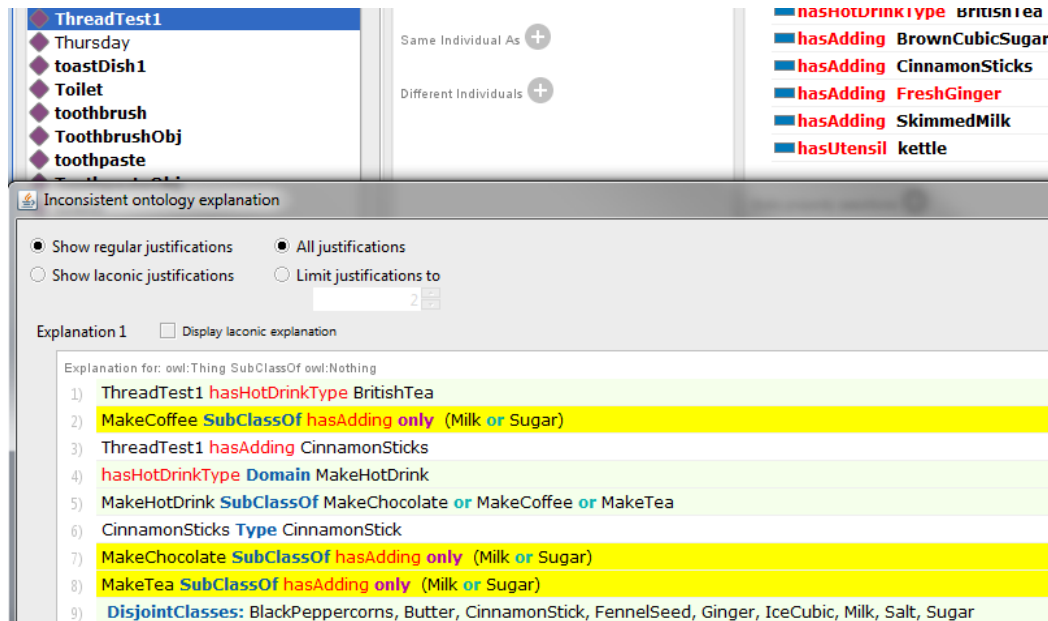 ThreadTest1
Thursday
toastDish1
Toilet
toothbrush
ToothbrushObj
toothpaste
Same Individual As
Different Individuals
hasHotDrinkType BritishTea
hasAdding BrownCubicSugar
hasAdding CinnamonSticks
hasAdding FreshGinger
hasAdding SkimmedMilk
hasUtensil kettle
Inconsistent ontology explanation
Show regular justifications All justifications
Show laconic justifications Limit justifications to
2
Explanation 1 Display laconic explanation
Explanation for: owl:Thing SubClassOf owl:Nothing
1) ThreadTest1 hasHotDrinkType BritishTea
2) MakeCoffee SubClassOf hasAdding only (Milk or Sugar)
3) ThreadTest1 hasAdding CinnamonSticks
4) hasHotDrinkType Domain MakeHotDrink
5) MakeHotDrink SubClassOf MakeChocolate or MakeCoffee or MakeTea
6) CinnamonSticks Type CinnamonStick
7) MakeChocolate SubClassOf hasAdding only (Milk or Sugar)
8) MakeTea SubClassOf hasAdding only (Milk or Sugar)
9) DisjointClasses: BlackPeppercorns, Butter, CinnamonStick, FennelSeed, Ginger, IceCubic, Milk, Salt, Sugar